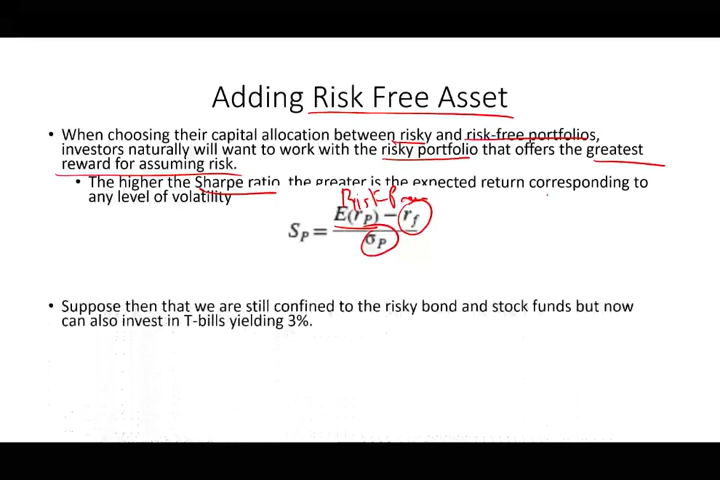 Adding Risk Free Asset
• When choosing their capital allocation between risky and risk-free portfolios,
investors naturally will want to work with the risky portfolio that offers the greatest
reward for assuming risk.
• The higher the Sharpe ratio, the greater is the expected return corresponding to
any level of volatility
S_P = (E(r_P) − r_f) / σ_P
• Suppose then that we are still confined to the risky bond and stock funds but now
can also invest in T-bills yielding 3%.